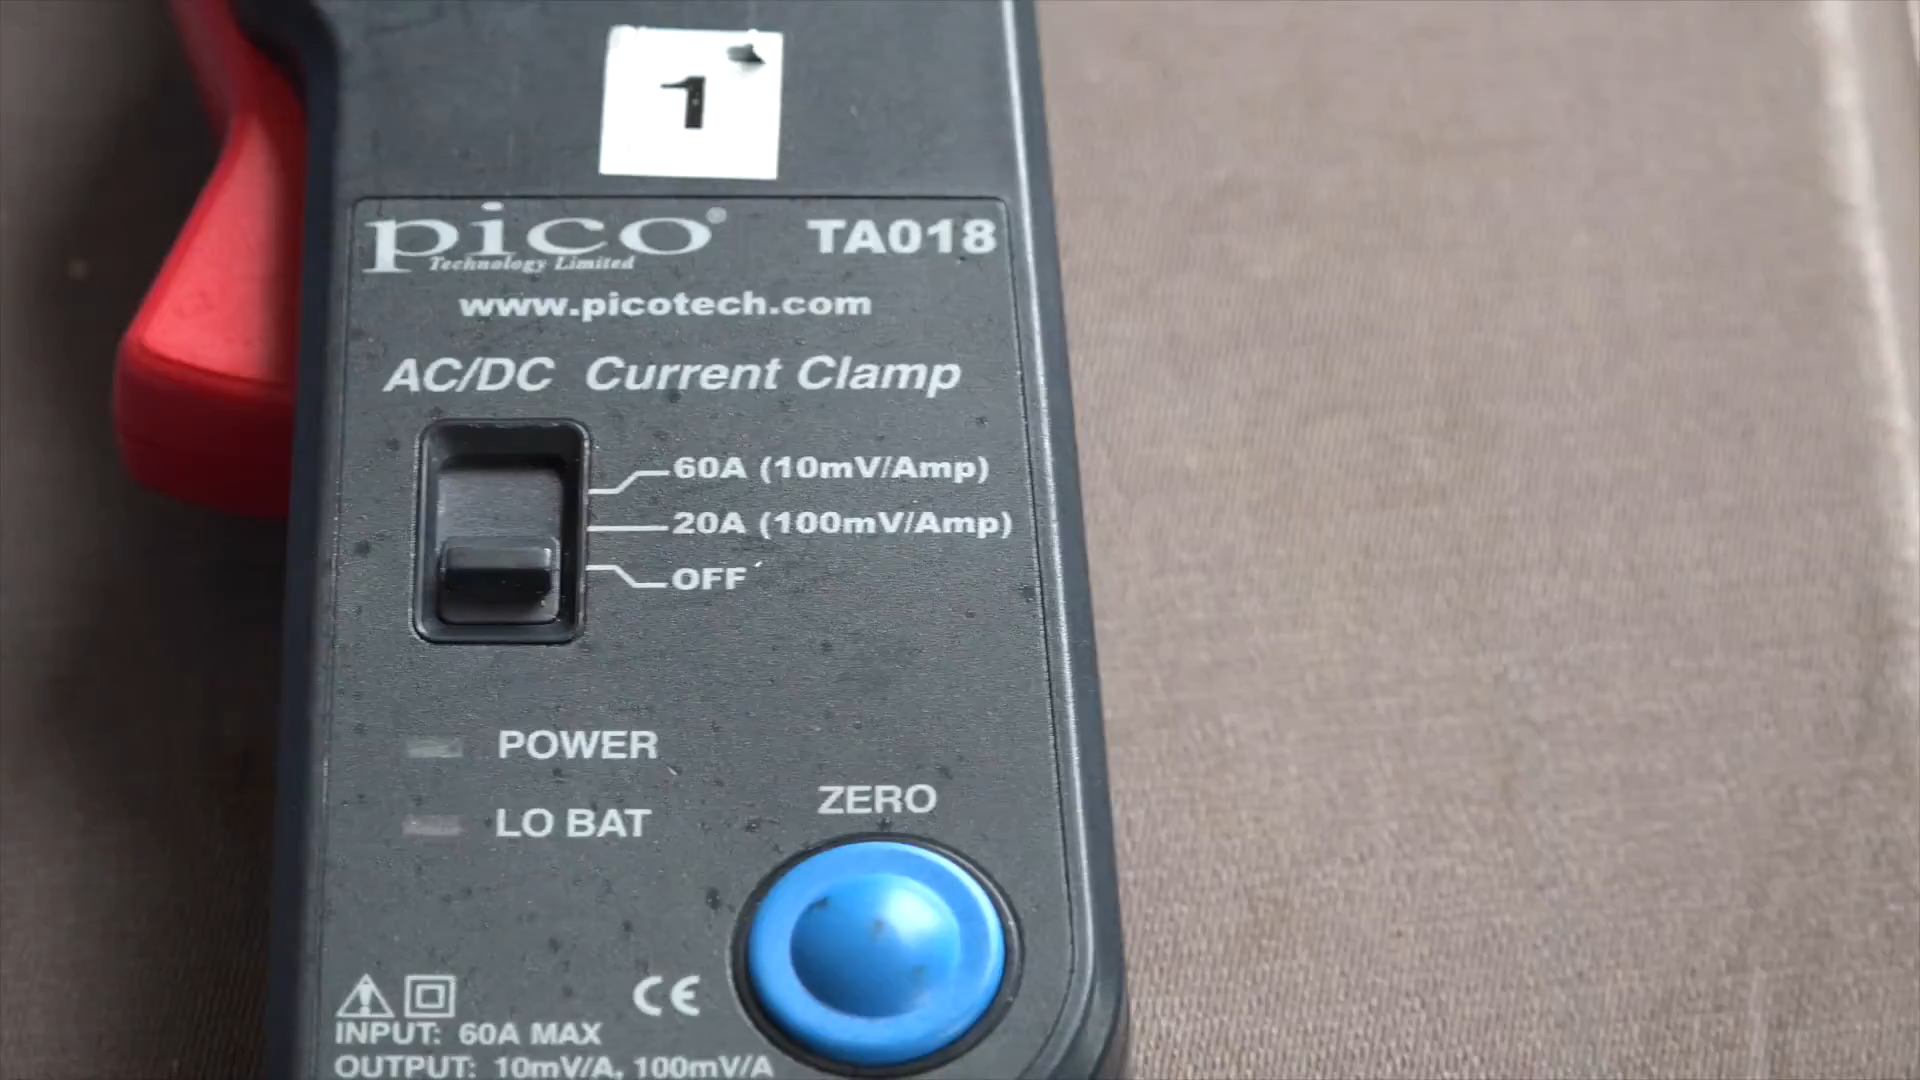 1
pico® TA018
Technology Limited
www.picotech.com
AC/DC Current Clamp
60A (10mV/Amp)
20A (100mV/Amp)
OFF
POWER
LO BAT
ZERO
CE
INPUT: 60A MAX
OUTPUT: 10mV/A, 100mV/A